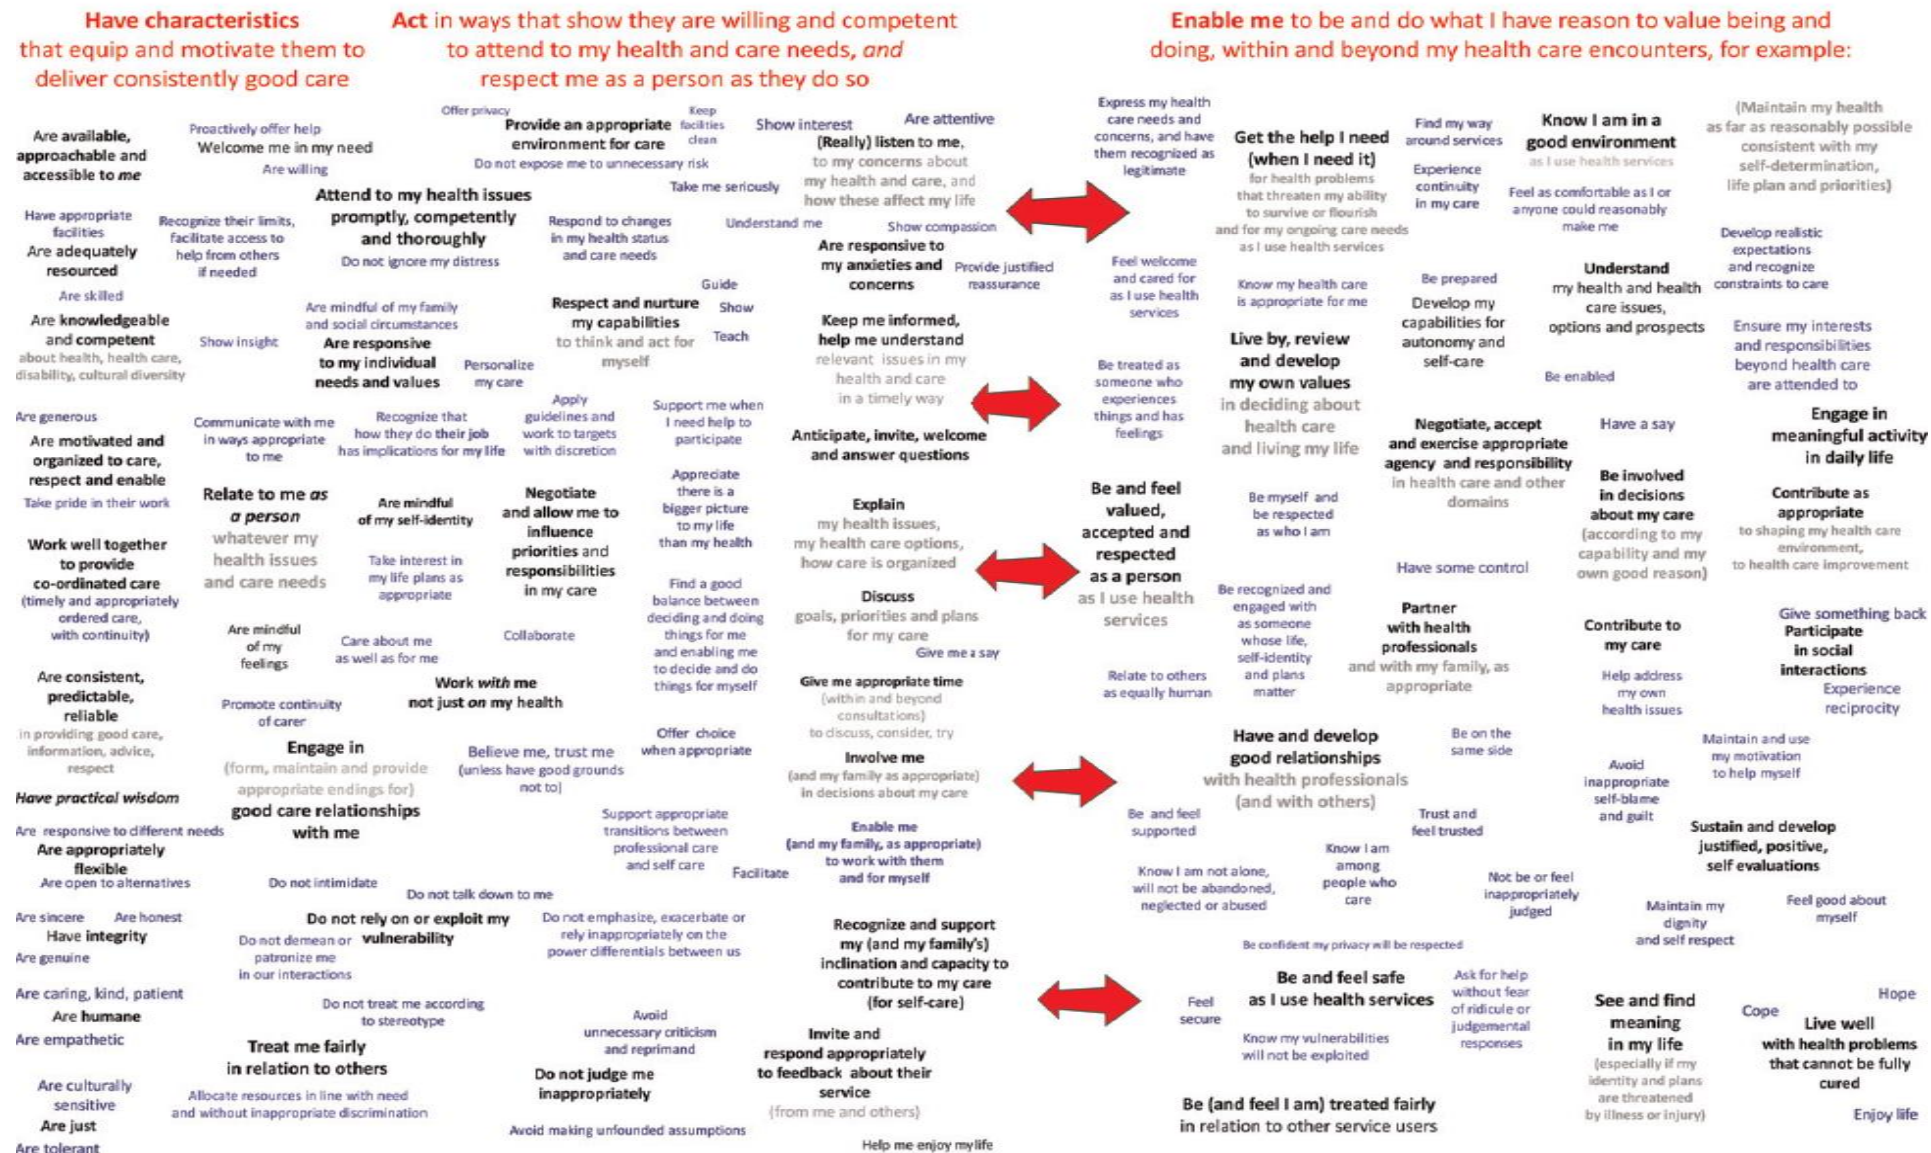 Have characteristics
that equip and motivate them to
deliver consistently good care
Act in ways that show they are willing and competent
to attend to my health and care needs, and
respect me as a person as they do so
Enable me to be and do what I have reason to value being and
doing, within and beyond my health care encounters, for example:
Are available,
approachable and
accessible to me
Have appropriate
facilities
Are adequately
resourced
Are skilled
Are knowledgeable
and competent
about health, health care,
disability, cultural diversity
Are generous
Are motivated and
organized to care,
respect and enable
Take pride in their work
Work well together
to provide
co-ordinated care
(timely and appropriately
ordered care,
with continuity)
Are consistent,
predictable,
reliable
in providing good care,
information, advice,
respect
Have practical wisdom
Are responsive to different needs
Are appropriately
flexible
Are open to alternatives
Are sincere
Are honest
Have integrity
Are genuine
Are caring, kind, patient
Are humane
Are empathetic
Are culturally
sensitive
Are just
Are tolerant
Proactively offer help
Welcome me in my need
Are willing
Offer privacy
Provide an appropriate
environment for care
Keep
facilities
clean
Do not expose me to unnecessary risk
Show interest
Are attentive
(Really) listen to me,
to my concerns about
my health and care, and
how these affect my life
Attend to my health issues
promptly, competently
and thoroughly
Take me seriously
Recognize their limits,
facilitate access to
help from others
if needed
Do not ignore my distress
Respond to changes
in my health status
and care needs
Understand me
Show compassion
Are responsive to
my anxieties and
concerns
Provide justified
reassurance
Are mindful of my family
and social circumstances
Show insight
Are responsive
to my individual
needs and values
Personalize
my care
Respect and nurture
my capabilities
to think and act for
myself
Guide
Show
Teach
Keep me informed,
help me understand
relevant issues in my
health and care
in a timely way
Communicate with me
in ways appropriate
to me
Recognize that
how they do their job
has implications for my life
Apply
guidelines and
work to targets
with discretion
Support me when
I need help to
participate
Anticipate, invite, welcome
and answer questions
Relate to me as
a person
whatever my
health issues
and care needs
Are mindful
of my self-identity
Take interest in
my life plans as
appropriate
Negotiate
and allow me to
influence
priorities and
responsibilities
in my care
Appreciate
there is a
bigger picture
to my life
than my health
Explain
my health issues,
my health care options,
how care is organized
Find a good
balance between
deciding and doing
things for me
and enabling me
to decide and do
things for myself
Discuss
goals, priorities and plans
for my care
Give me a say
Are mindful
of my
feelings
Care about me
as well as for me
Collaborate
Work with me
not just on my health
Give me appropriate time
(within and beyond
consultations)
to discuss, consider, try
Promote continuity
of carer
Engage in
(form, maintain and provide
appropriate endings for)
good care relationships
with me
Believe me, trust me
(unless have good grounds
not to)
Offer choice
when appropriate
Involve me
(and my family as appropriate)
in decisions about my care
Support appropriate
transitions between
professional care
and self care
Facilitate
Enable me
(and my family, as appropriate)
to work with them
and for myself
Do not intimidate
Do not talk down to me
Do not rely on or exploit my
vulnerability
Do not demean or
patronize me
in our interactions
Do not emphasize, exacerbate or
rely inappropriately on the
power differentials between us
Recognize and support
my (and my family's)
inclination and capacity to
contribute to my care
(for self-care)
Do not treat me according
to stereotype
Avoid
unnecessary criticism
and reprimand
Treat me fairly
in relation to others
Allocate resources in line with need
and without inappropriate discrimination
Do not judge me
inappropriately
Avoid making unfounded assumptions
Invite and
respond appropriately
to feedback about their
service
(from me and others)
Help me enjoy my life
Express my health
care needs and
concerns, and have
them recognized as
legitimate
Get the help I need
(when I need it)
for health problems
that threaten my ability
to survive or flourish
and for my ongoing care needs
as I use health services
Find my way
around services
Experience
continuity
in my care
Know I am in a
good environment
as I use health services
Feel as comfortable as I or
anyone could reasonably
make me
(Maintain my health
as far as reasonably possible
consistent with my
self-determination,
life plan and priorities)
Feel welcome
and cared for
as I use health
services
Know my health care
is appropriate for me
Be prepared
Develop my
capabilities for
autonomy and
self-care
Understand
my health and health
care issues,
options and prospects
Develop realistic
expectations
and recognize
constraints to care
Be treated as
someone who
experiences
things and has
feelings
Live by, review
and develop
my own values
in deciding about
health care
and living my life
Be enabled
Ensure my interests
and responsibilities
beyond health care
are attended to
Negotiate, accept
and exercise appropriate
agency and responsibility
in health care and other
domains
Have a say
Engage in
meaningful activity
in daily life
Be and feel
valued,
accepted and
respected
as a person
as I use health
services
Be myself and
be respected
as who I am
Be involved
in decisions
about my care
(according to my
capability and my
own good reason)
Contribute as
appropriate
to shaping my health care
environment,
to health care improvement
Have some control
Be recognized and
engaged with
as someone
whose life,
self-identity
and plans
matter
Partner
with health
professionals
and with my family, as
appropriate
Contribute to
my care
Help address
my own
health issues
Give something back
Participate
in social
interactions
Experience
reciprocity
Relate to others
as equally human
Have and develop
good relationships
with health professionals
(and with others)
Be on the
same side
Maintain and use
my motivation
to help myself
Avoid
inappropriate
self-blame
and guilt
Be and feel
supported
Trust and
feel trusted
Sustain and develop
justified, positive,
self evaluations
Know I am not alone,
will not be abandoned,
neglected or abused
Know I am
among
people who
care
Not be or feel
inappropriately
judged
Maintain my
dignity
and self respect
Feel good about
myself
Be confident my privacy will be respected
Be and feel safe
as I use health services
Feel
secure
Know my vulnerabilities
will not be exploited
Ask for help
without fear
of ridicule or
judgemental
responses
See and find
meaning
in my life
(especially if my
identity and plans
are threatened
by illness or injury)
Hope
Cope
Live well
with health problems
that cannot be fully
cured
Enjoy life
Be (and feel I am) treated fairly
in relation to other service users